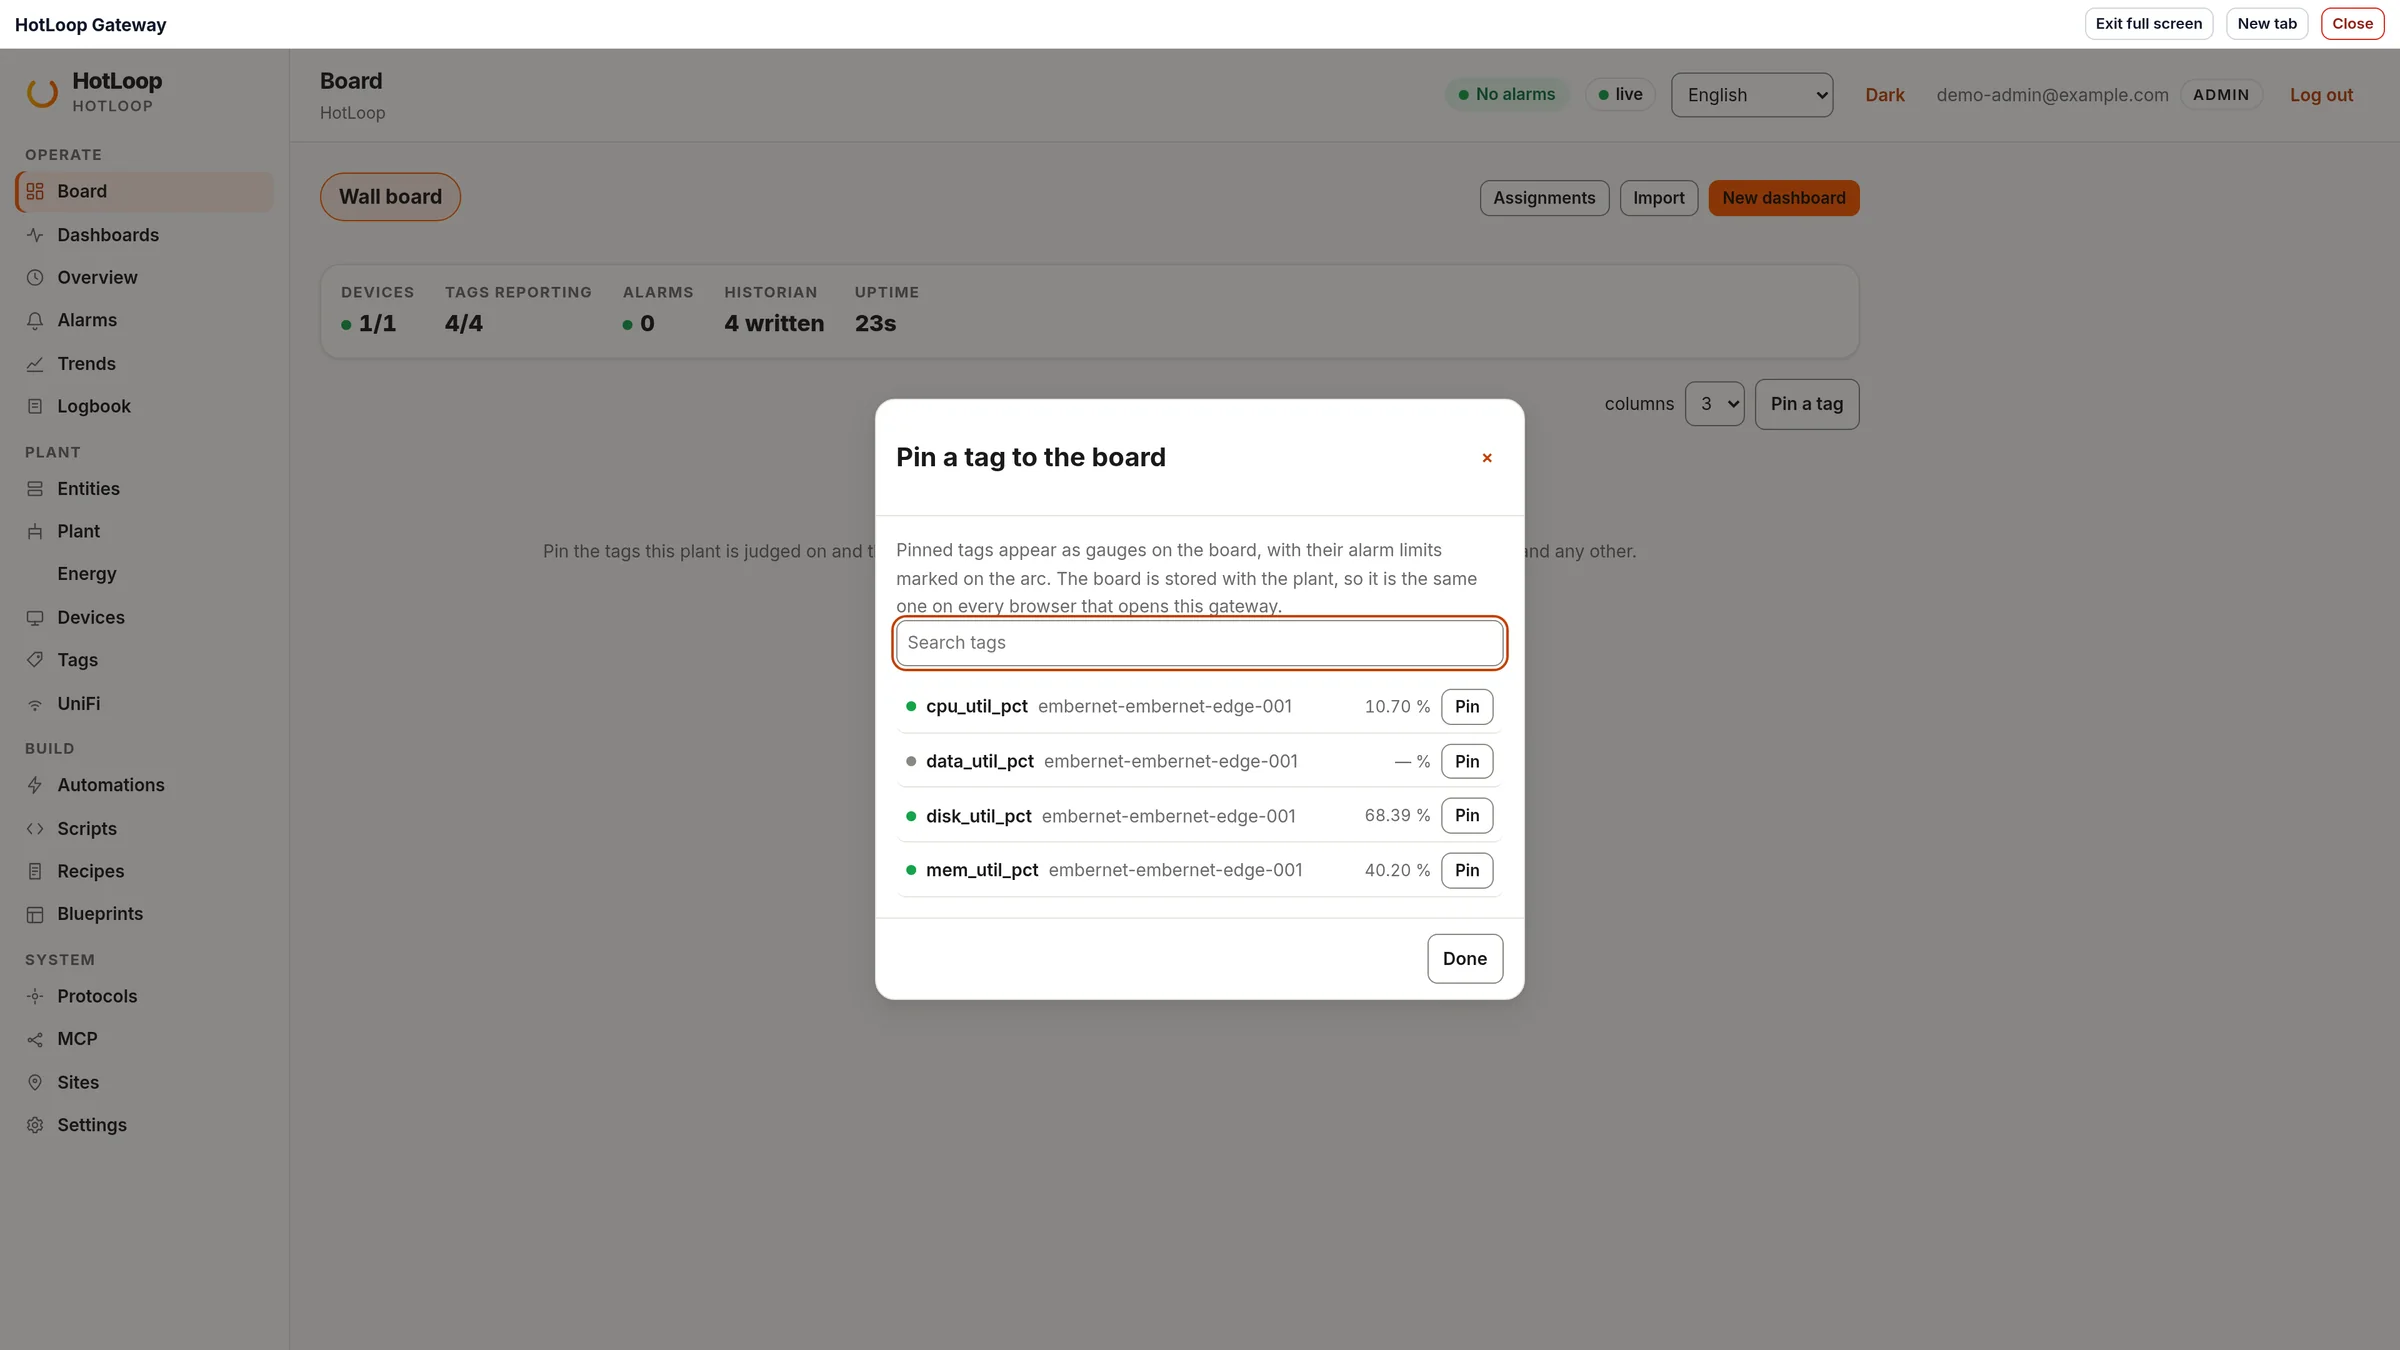 HotLoop Gateway
Exit full screen
New tab
Close
HotLoop
HOTLOOP
Board
HotLoop
No alarms
live
English
Dark
demo-admin@example.com
ADMIN
Log out
OPERATE
Board
Dashboards
Overview
Alarms
Trends
Logbook
PLANT
Entities
Plant
Energy
Devices
Tags
UniFi
BUILD
Automations
Scripts
Recipes
Blueprints
SYSTEM
Protocols
MCP
Sites
Settings
Wall board
Assignments
Import
New dashboard
DEVICES
1/1
TAGS REPORTING
4/4
ALARMS
0
HISTORIAN
4 written
UPTIME
23s
columns
3
Pin a tag
Pin the tags this plant is judged on and
and any other.
Pin a tag to the board
×
Pinned tags appear as gauges on the board, with their alarm limits
marked on the arc. The board is stored with the plant, so it is the same
one on every browser that opens this gateway.
Search tags
cpu_util_pct embernet-embernet-edge-001 10.70 % Pin
data_util_pct embernet-embernet-edge-001 — % Pin
disk_util_pct embernet-embernet-edge-001 68.39 % Pin
mem_util_pct embernet-embernet-edge-001 40.20 % Pin
Done